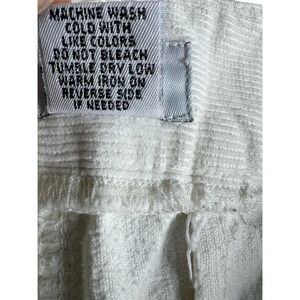 MACHINE WASH
COLD WITH
LIKE COLORS
DO NOT BLEACH
TUMBLE DRY LOW
WARM IRON ON
REVERSE SIDE
IF NEEDED